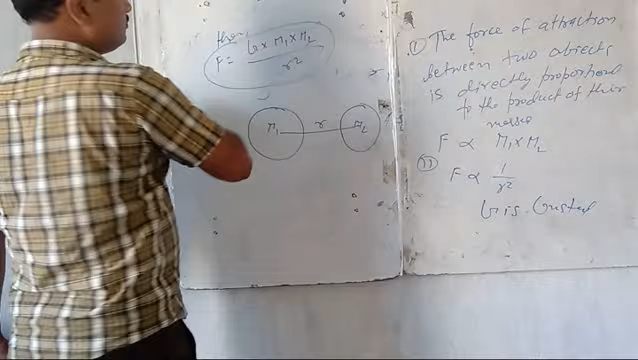 then
F = G x M1 x M2
r²
M1 r M2
(i) The force of attraction
between two objects
is directly proportional
to the product of their
masses
F ∝ M1 x M2
(ii) F ∝ 1/r²
G is